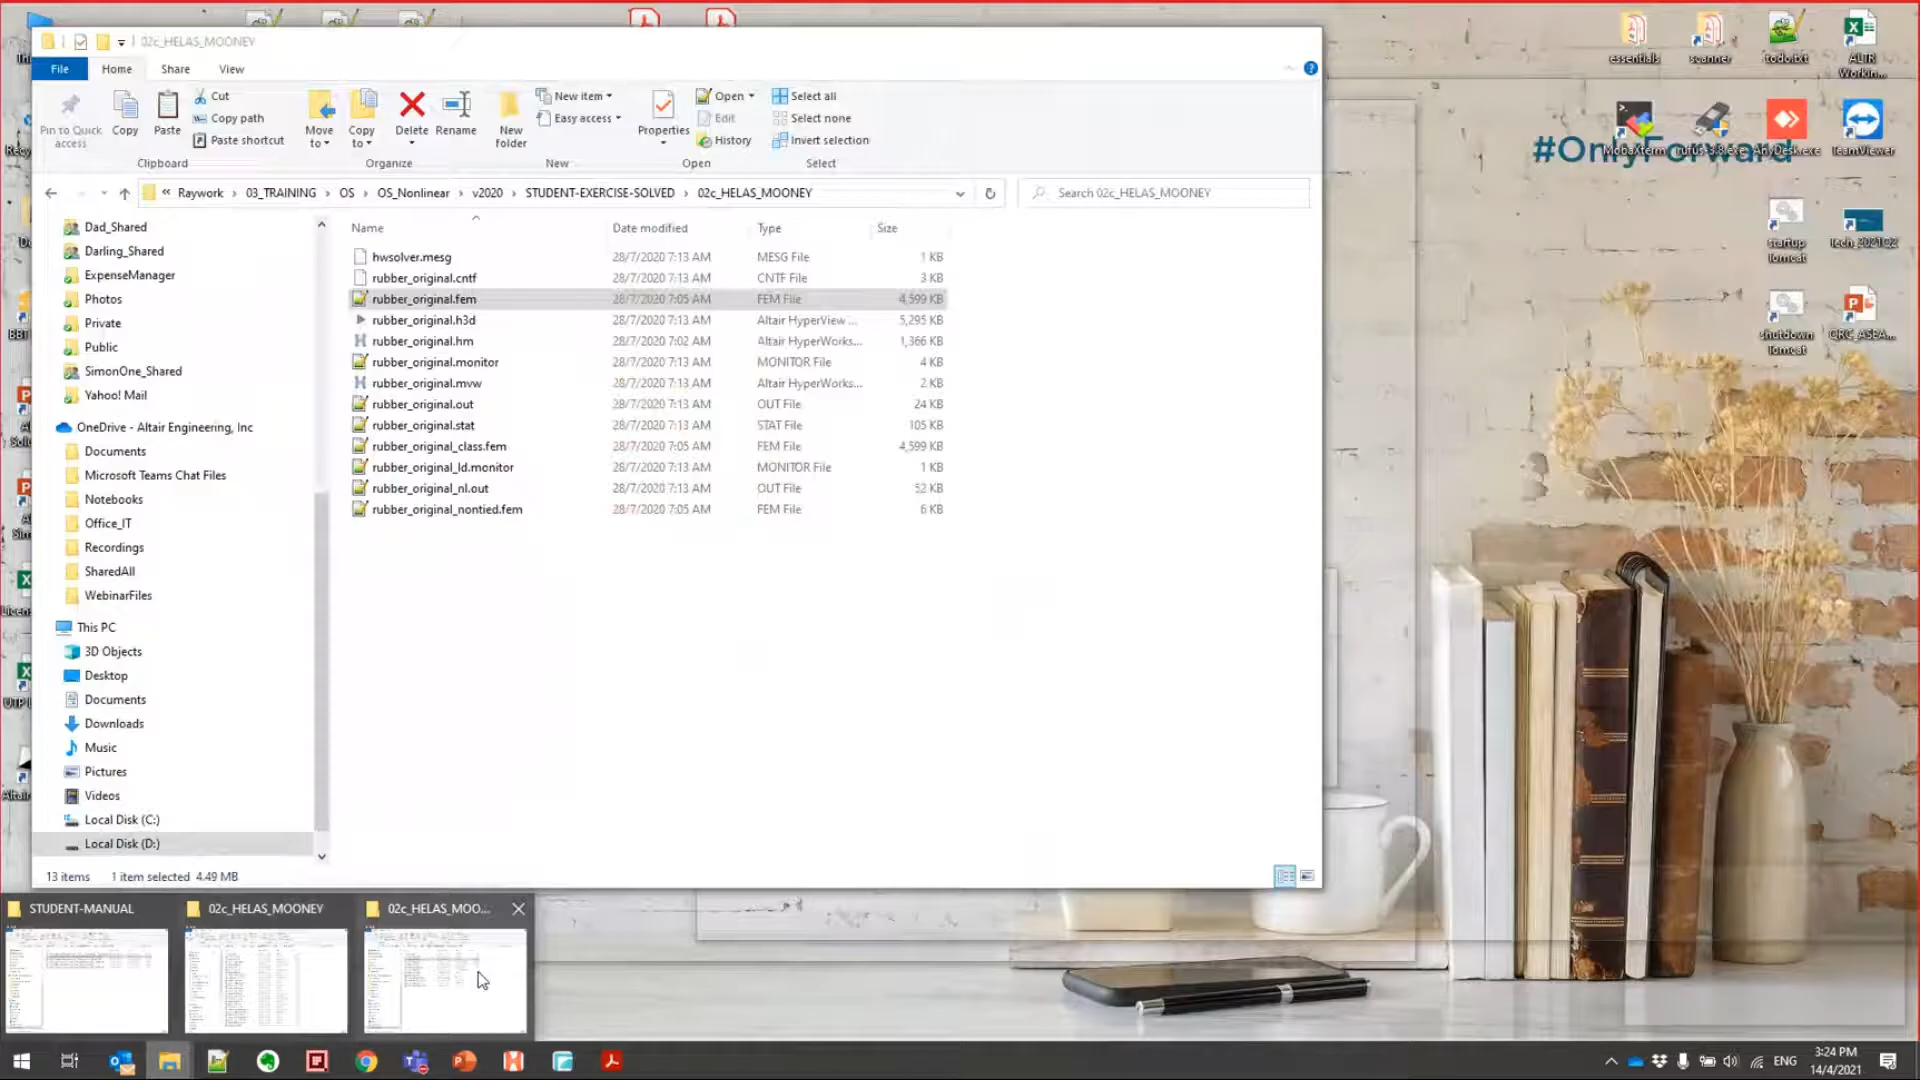 02c_HELAS_MOONEY
File
Home
Share
View
Pin to Quick access
Copy
Paste
Cut
Copy path
Paste shortcut
Clipboard
Move to
Copy to
Delete
Rename
Organize
New folder
New item
Easy access
New
Properties
Open
Edit
History
Open
Select all
Select none
Invert selection
Select
« Raywork › 03_TRAINING › OS › OS_Nonlinear › v2020 › STUDENT-EXERCISE-SOLVED › 02c_HELAS_MOONEY
Search 02c_HELAS_MOONEY
Dad_Shared
Darling_Shared
ExpenseManager
Photos
Private
Public
SimonOne_Shared
Yahoo! Mail
OneDrive - Altair Engineering, Inc
Documents
Microsoft Teams Chat Files
Notebooks
Office_IT
Recordings
SharedAll
WebinarFiles
This PC
3D Objects
Desktop
Documents
Downloads
Music
Pictures
Videos
Local Disk (C:)
Local Disk (D:)
Name Date modified Type Size
hwsolver.mesg 28/7/2020 7:13 AM MESG File 1 KB
rubber_original.cntf 28/7/2020 7:13 AM CNTF File 3 KB
rubber_original.fem 28/7/2020 7:05 AM FEM File 4,599 KB
rubber_original.h3d 28/7/2020 7:13 AM Altair HyperView ... 5,295 KB
rubber_original.hm 28/7/2020 7:02 AM Altair HyperWorks... 1,366 KB
rubber_original.monitor 28/7/2020 7:13 AM MONITOR File 4 KB
rubber_original.mvw 28/7/2020 7:13 AM Altair HyperWorks... 2 KB
rubber_original.out 28/7/2020 7:13 AM OUT File 24 KB
rubber_original.stat 28/7/2020 7:13 AM STAT File 105 KB
rubber_original_class.fem 28/7/2020 7:05 AM FEM File 4,599 KB
rubber_original_ld.monitor 28/7/2020 7:13 AM MONITOR File 1 KB
rubber_original_nl.out 28/7/2020 7:13 AM OUT File 52 KB
rubber_original_nontied.fem 28/7/2020 7:05 AM FEM File 6 KB
13 items 1 item selected 4.49 MB
essentials
scanner
todo.txt
ALTR Workin...
#OnlyForward
MobaXterm
rufus-3.8.exe
AnyDesk.exe
TeamViewer
startup tomcat
tech_2021Q2
shutdown tomcat
CRC_ASEA...
STUDENT-MANUAL
02c_HELAS_MOONEY
02c_HELAS_MOO...
ENG
3:24 PM
14/4/2021